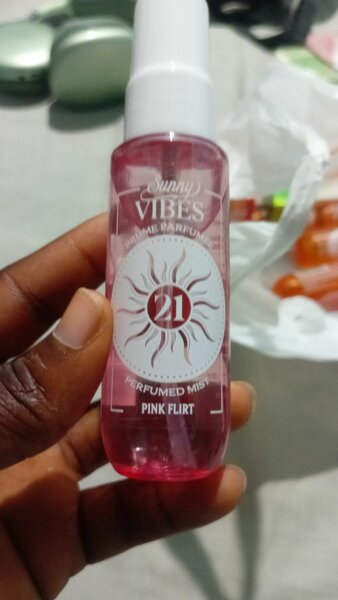 Sunny
VIBES
BRUME PARFUMÉE
21
PERFUMED MIST
PINK FLIRT